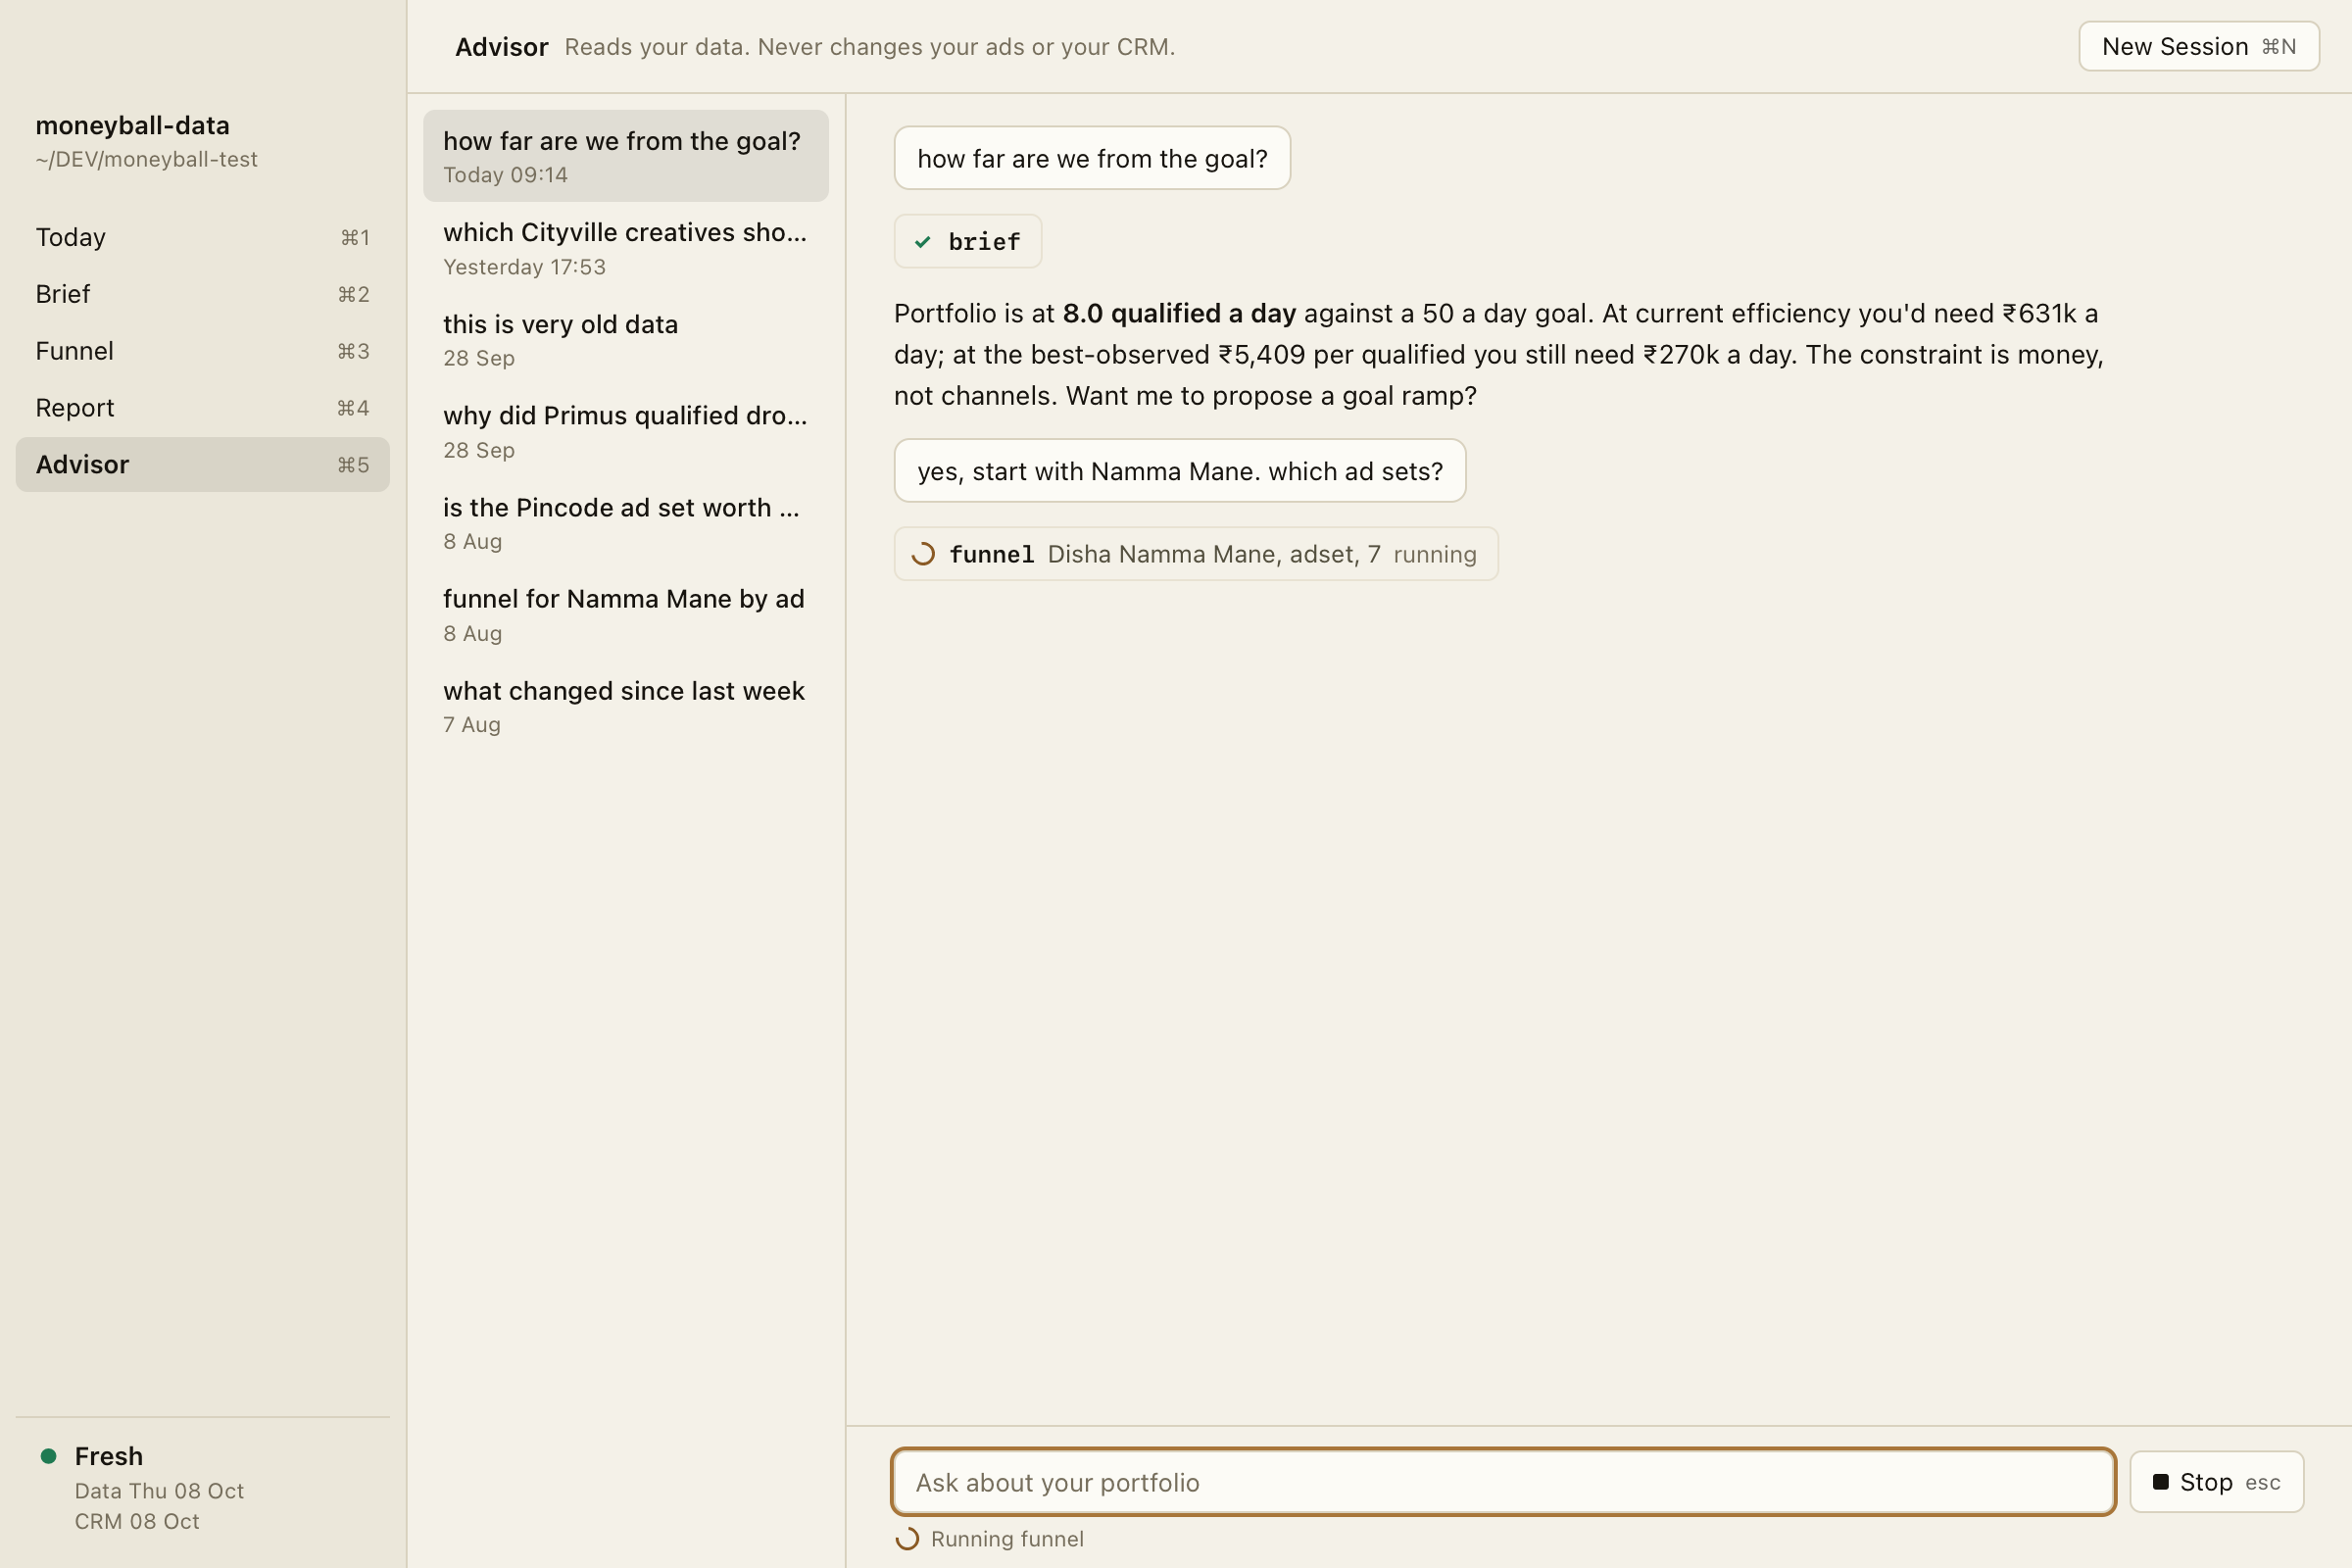 moneyball-data
~/DEV/moneyball-test
Today ⌘1
Brief ⌘2
Funnel ⌘3
Report ⌘4
Advisor ⌘5
Fresh
Data Thu 08 Oct
CRM 08 Oct
Advisor Reads your data. Never changes your ads or your CRM.
New Session ⌘N
how far are we from the goal?
Today 09:14
which Cityville creatives sho...
Yesterday 17:53
this is very old data
28 Sep
why did Primus qualified dro...
28 Sep
is the Pincode ad set worth ...
8 Aug
funnel for Namma Mane by ad
8 Aug
what changed since last week
7 Aug
how far are we from the goal?
✓ brief
Portfolio is at 8.0 qualified a day against a 50 a day goal. At current efficiency you'd need ₹631k a
day; at the best-observed ₹5,409 per qualified you still need ₹270k a day. The constraint is money,
not channels. Want me to propose a goal ramp?
yes, start with Namma Mane. which ad sets?
funnel Disha Namma Mane, adset, 7 running
Ask about your portfolio
Stop esc
Running funnel